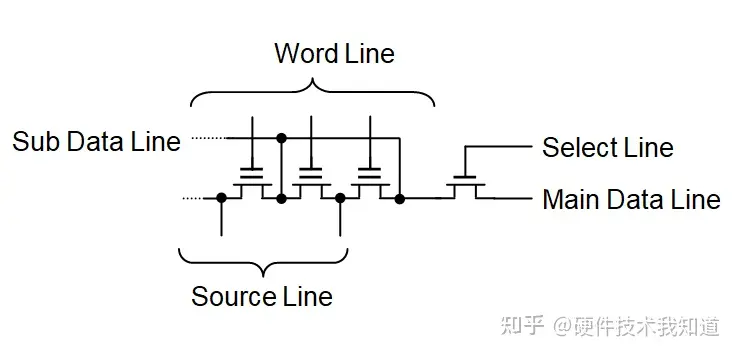 Word Line
Sub Data Line
Select Line
Main Data Line
Source Line
知乎 @硬件技术我知道